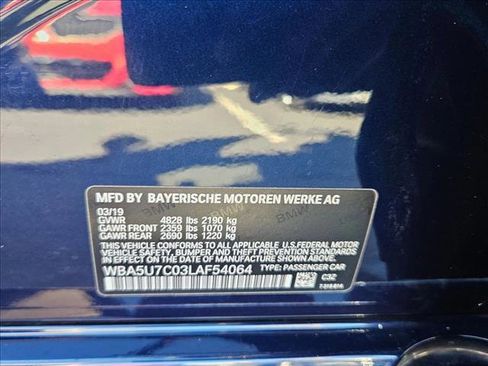 MFD BY BAYERISCHE MOTOREN WERKE AG
03/19
GVWR 4828 lbs 2190 kg
GAWR FRONT 2359 lbs 1070 kg
GAWR REAR 2690 lbs 1220 kg
THIS VEHICLE CONFORMS TO ALL APPLICABLE U.S. FEDERAL MOTOR
VEHICLE SAFETY, BUMPER, AND THEFT PREVENTION STANDARDS IN
EFFECT ON THE DATE OF MANUFACTURE SHOWN ABOVE.
WBA5U7C03LAF54064 TYPE: PASSENGER CAR
C3Z